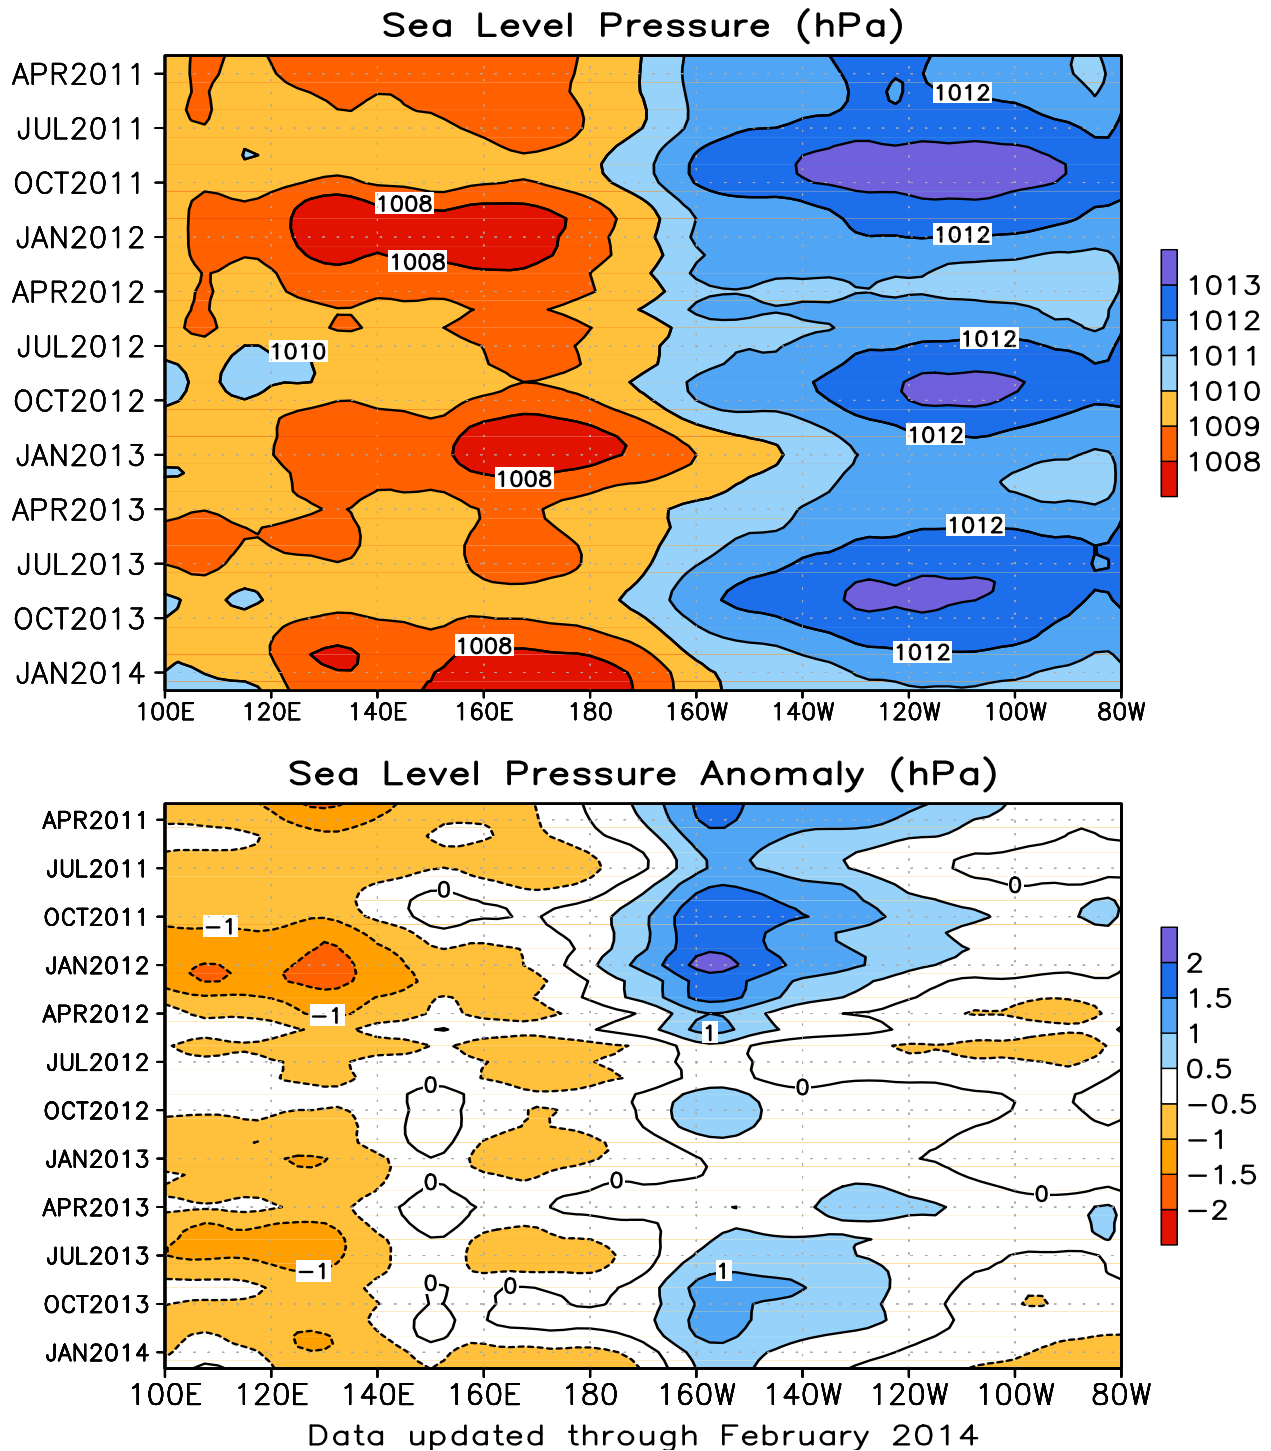 Sea Level Pressure (hPa)
APR2011
JUL2011
OCT2011
JAN2012
APR2012
JUL2012
OCT2012
JAN2013
APR2013
JUL2013
OCT2013
JAN2014
1012
1008
1012
1008
1010
1012
1012
1008
1012
1008
1012
1013
1012
1011
1010
1009
1008
100E 120E 140E 160E 180 160W 140W 120W 100W 80W
Sea Level Pressure Anomaly (hPa)
APR2011
JUL2011
OCT2011
JAN2012
APR2012
JUL2012
OCT2012
JAN2013
APR2013
JUL2013
OCT2013
JAN2014
0
0
-1
-1
1
0
0
0
0
0
-1
1
0
0
2
1.5
1
0.5
-0.5
-1
-1.5
-2
100E 120E 140E 160E 180 160W 140W 120W 100W 80W
Data updated through February 2014